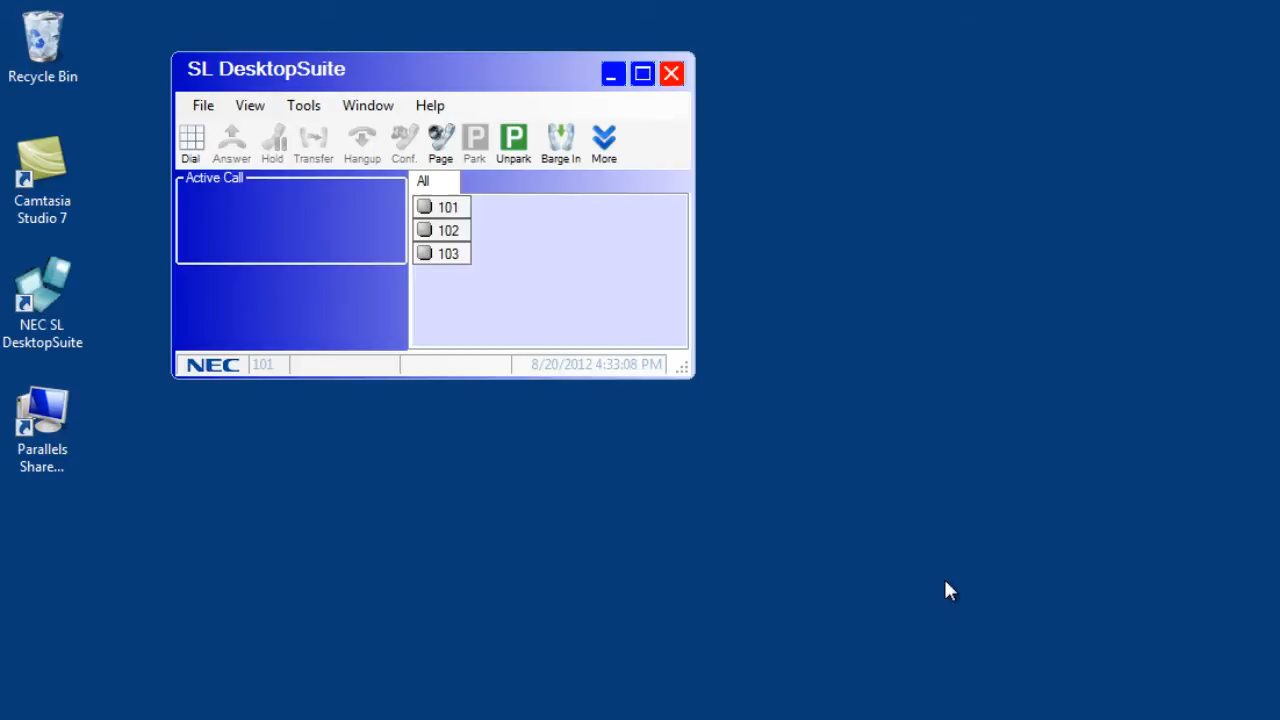 Recycle Bin
Camtasia
Studio 7
NEC SL
DesktopSuite
Parallels
Share...
SL DesktopSuite
File View Tools Window Help
Dial Answer Hold Transfer Hangup Conf. Page Park Unpark Barge In More
Active Call
All
101
102
103
NEC 101 8/20/2012 4:33:08 PM